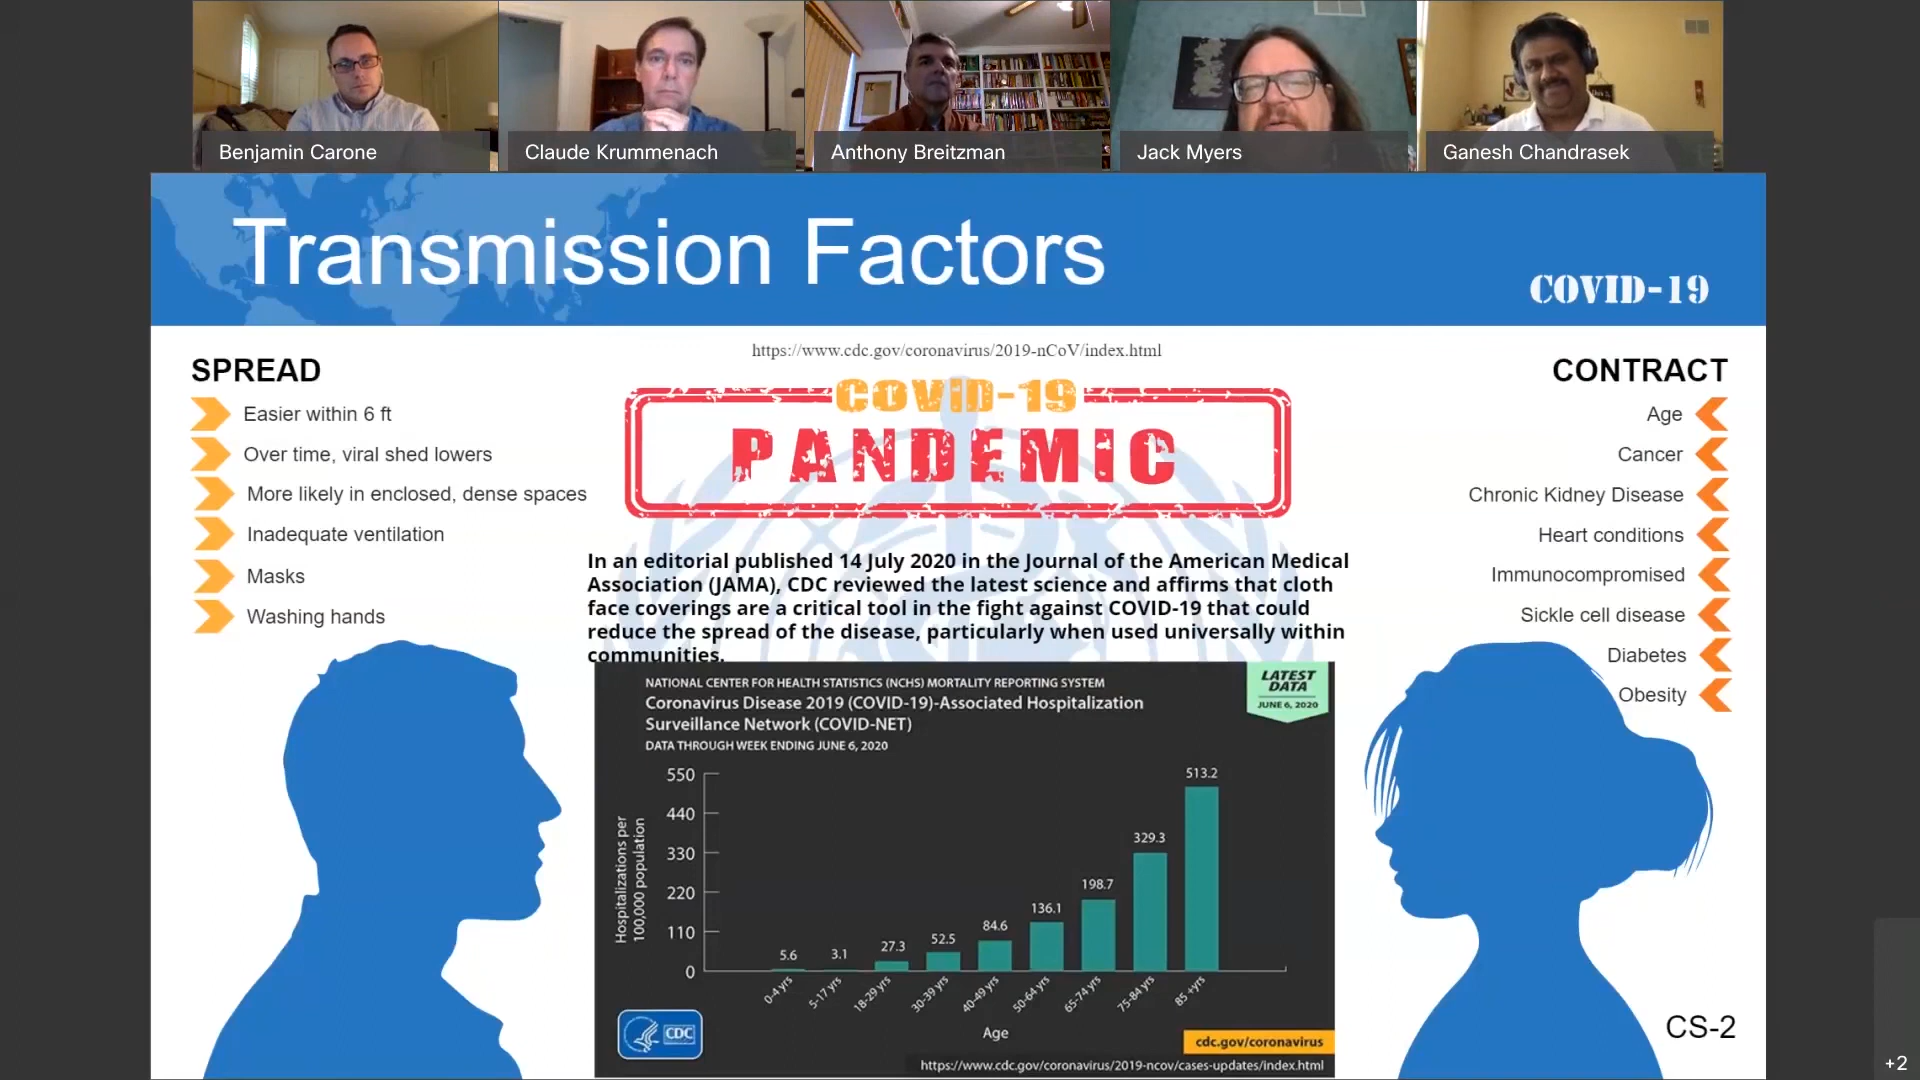 Benjamin Carone
Claude Krummenach
Anthony Breitzman
Jack Myers
Ganesh Chandrasek
Transmission Factors
COVID-19
https://www.cdc.gov/coronavirus/2019-nCoV/index.html
SPREAD
Easier within 6 ft
Over time, viral shed lowers
More likely in enclosed, dense spaces
Inadequate ventilation
Masks
Washing hands
COVID-19
PANDEMIC
CONTRACT
Age
Cancer
Chronic Kidney Disease
Heart conditions
Immunocompromised
Sickle cell disease
Diabetes
Obesity
In an editorial published 14 July 2020 in the Journal of the American Medical
Association (JAMA), CDC reviewed the latest science and affirms that cloth
face coverings are a critical tool in the fight against COVID-19 that could
reduce the spread of the disease, particularly when used universally within
communities.
NATIONAL CENTER FOR HEALTH STATISTICS (NCHS) MORTALITY REPORTING SYSTEM
Coronavirus Disease 2019 (COVID-19)-Associated Hospitalization
Surveillance Network (COVID-NET)
DATA THROUGH WEEK ENDING JUNE 6, 2020
LATEST
DATA
JUNE 6, 2020
Hospitalizations per
100,000 population
550
440
330
220
110
0
5.6
3.1
27.3
52.5
84.6
136.1
198.7
329.3
513.2
0-4 yrs
5-17 yrs
18-29 yrs
30-39 yrs
40-49 yrs
50-64 yrs
65-74 yrs
75-84 yrs
85 +yrs
Age
CDC
cdc.gov/coronavirus
https://www.cdc.gov/coronavirus/2019-ncov/cases-updates/index.html
CS-2
+2